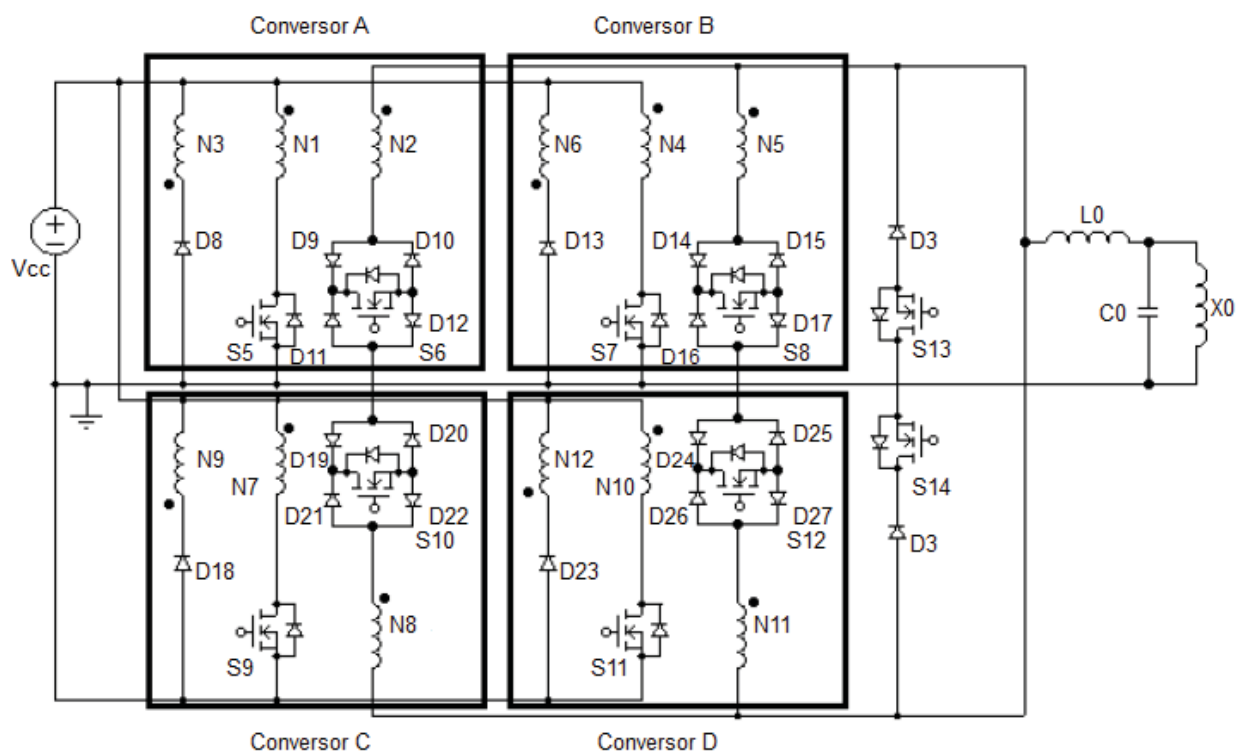 Conversor A
Conversor B
N3
N1
N2
N6
N4
N5
+
−
Vcc
D8
D9
D10
D13
D14
D15
D3
L0
C0
X0
S5
D11
D12
S6
S7
D16
D17
S8
S13
N9
N7
D19
D20
D21
D22
S10
N12
N10
D24
D25
D26
D27
S12
S14
D3
D18
N8
D23
N11
S9
S11
Conversor C
Conversor D